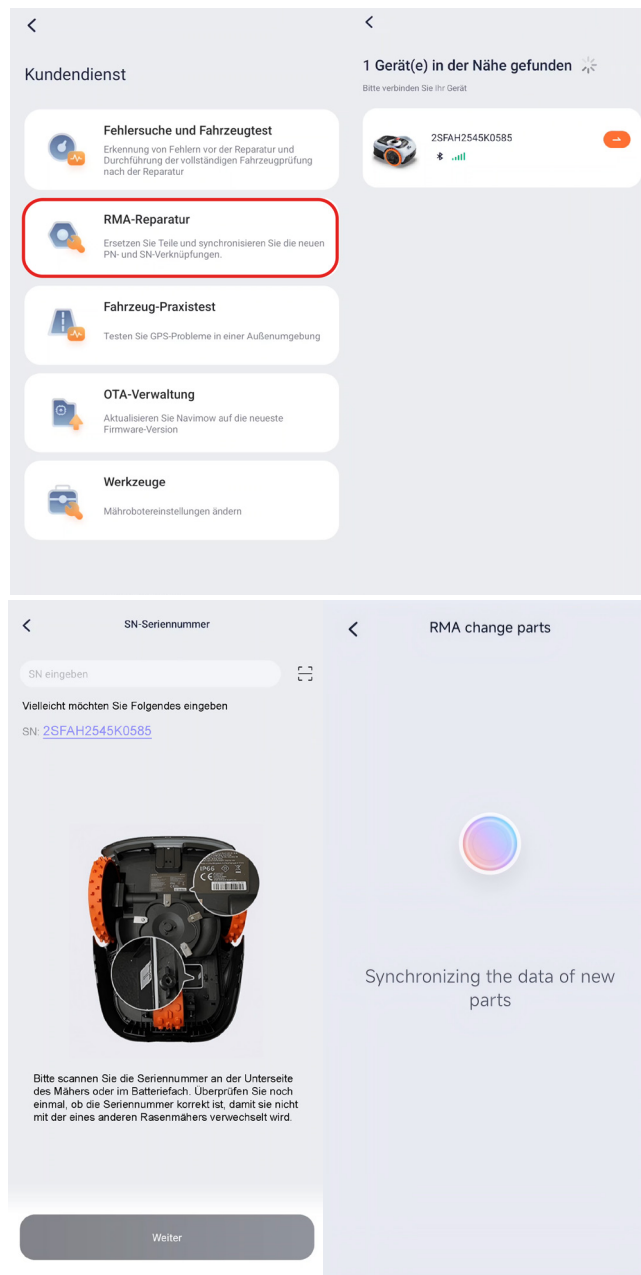 Kundendienst
Fehlersuche und Fahrzeugtest
Erkennung von Fehlern vor der Reparatur und
Durchführung der vollständigen Fahrzeugprüfung
nach der Reparatur
RMA-Reparatur
Ersetzen Sie Teile und synchronisieren Sie die neuen
PN- und SN-Verknüpfungen.
Fahrzeug-Praxistest
Testen Sie GPS-Probleme in einer Außenumgebung
OTA-Verwaltung
Aktualisieren Sie Navimow auf die neueste
Firmware-Version
Werkzeuge
Mährobotereinstellungen ändern
1 Gerät(e) in der Nähe gefunden
Bitte verbinden Sie Ihr Gerät
2SFAH2545K0585
SN-Seriennummer
SN eingeben
Vielleicht möchten Sie Folgendes eingeben
SN: 2SFAH2545K0585
IP66
Bitte scannen Sie die Seriennummer an der Unterseite
des Mähers oder im Batteriefach. Überprüfen Sie noch
einmal, ob die Seriennummer korrekt ist, damit sie nicht
mit der eines anderen Rasenmähers verwechselt wird.
Weiter
RMA change parts
Synchronizing the data of new
parts